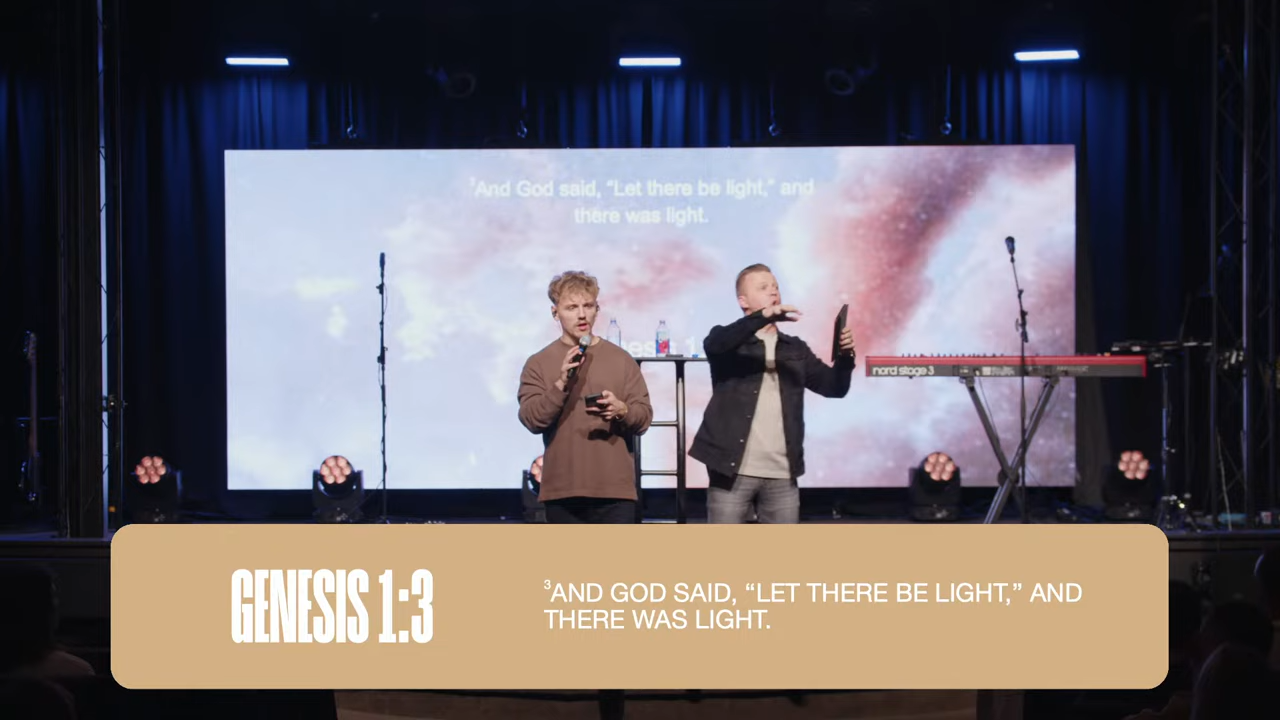 ³And God said, “Let there be light,” and
there was light.
nord stage 3
GENESIS 1:3
³AND GOD SAID, “LET THERE BE LIGHT,” AND
THERE WAS LIGHT.